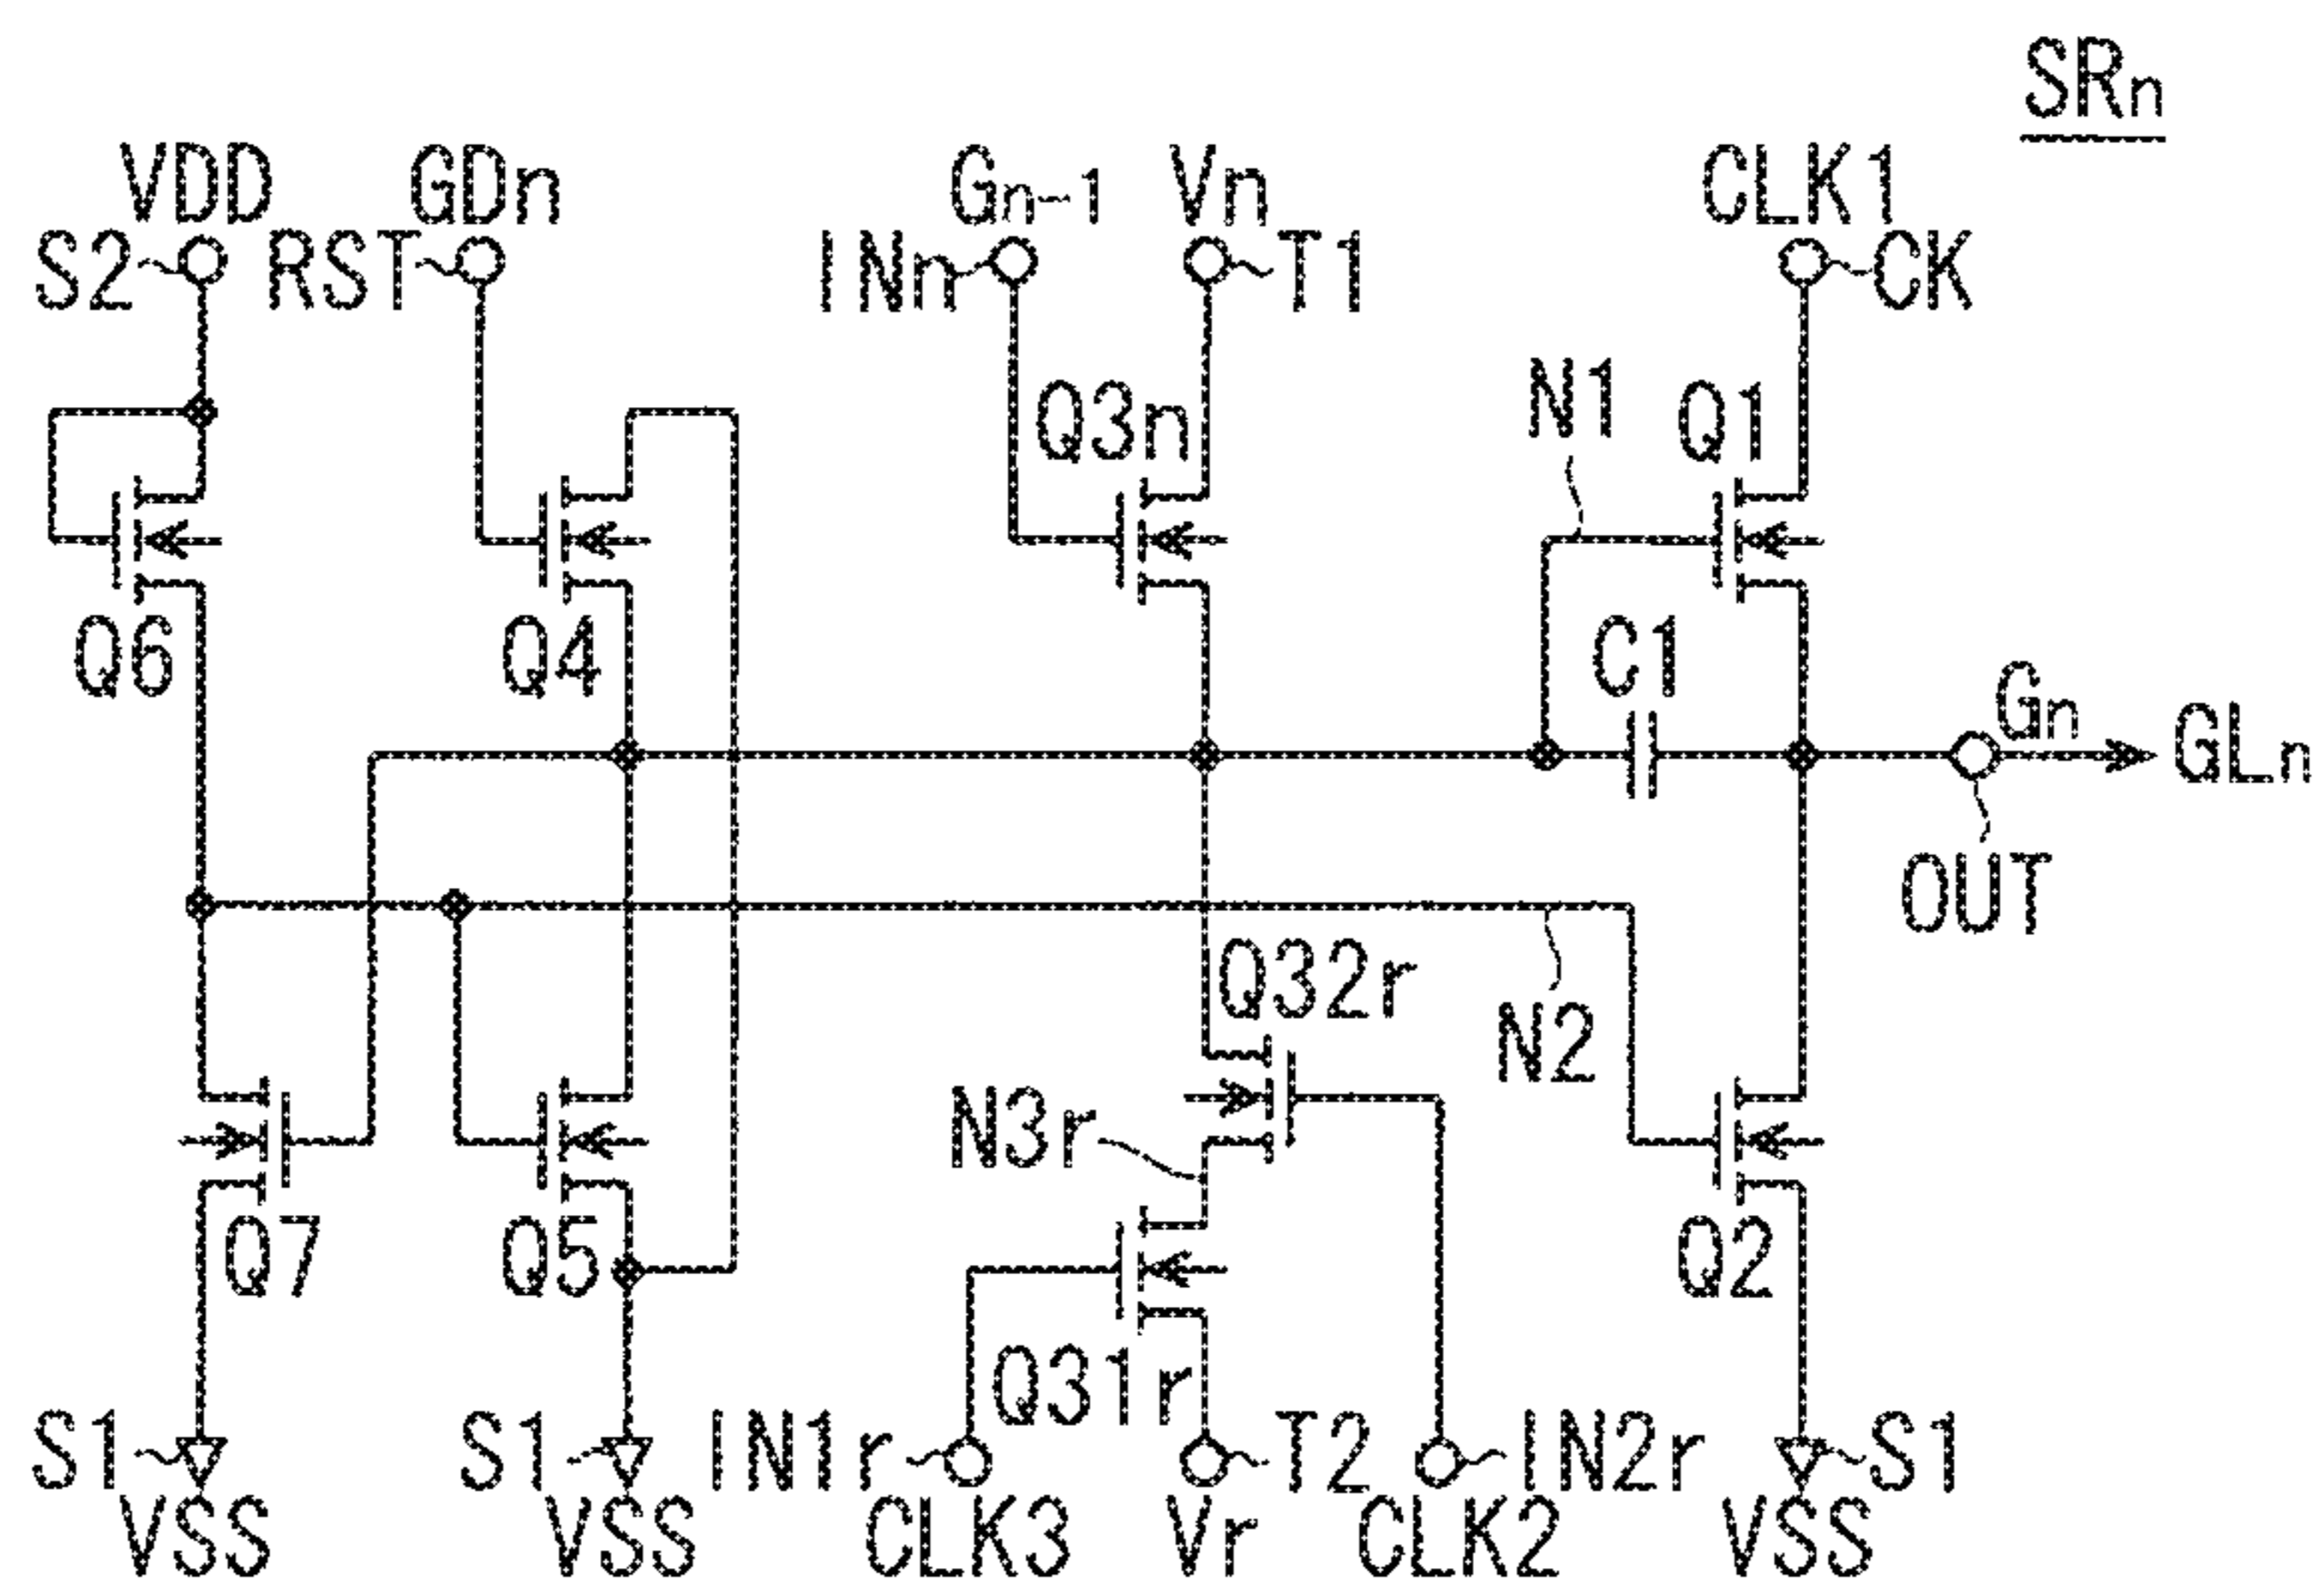 SRn
VDD GDn Gn-1 Vn CLK1
S2 RST INn T1 CK
Q3n N1 Q1
Q6 Q4 C1 Gn
GLn
OUT
Q32r
N3r N2
Q7 Q5 Q2
Q31r
S1 S1 IN1r T2 IN2r S1
VSS VSS CLK3 Vr CLK2 VSS